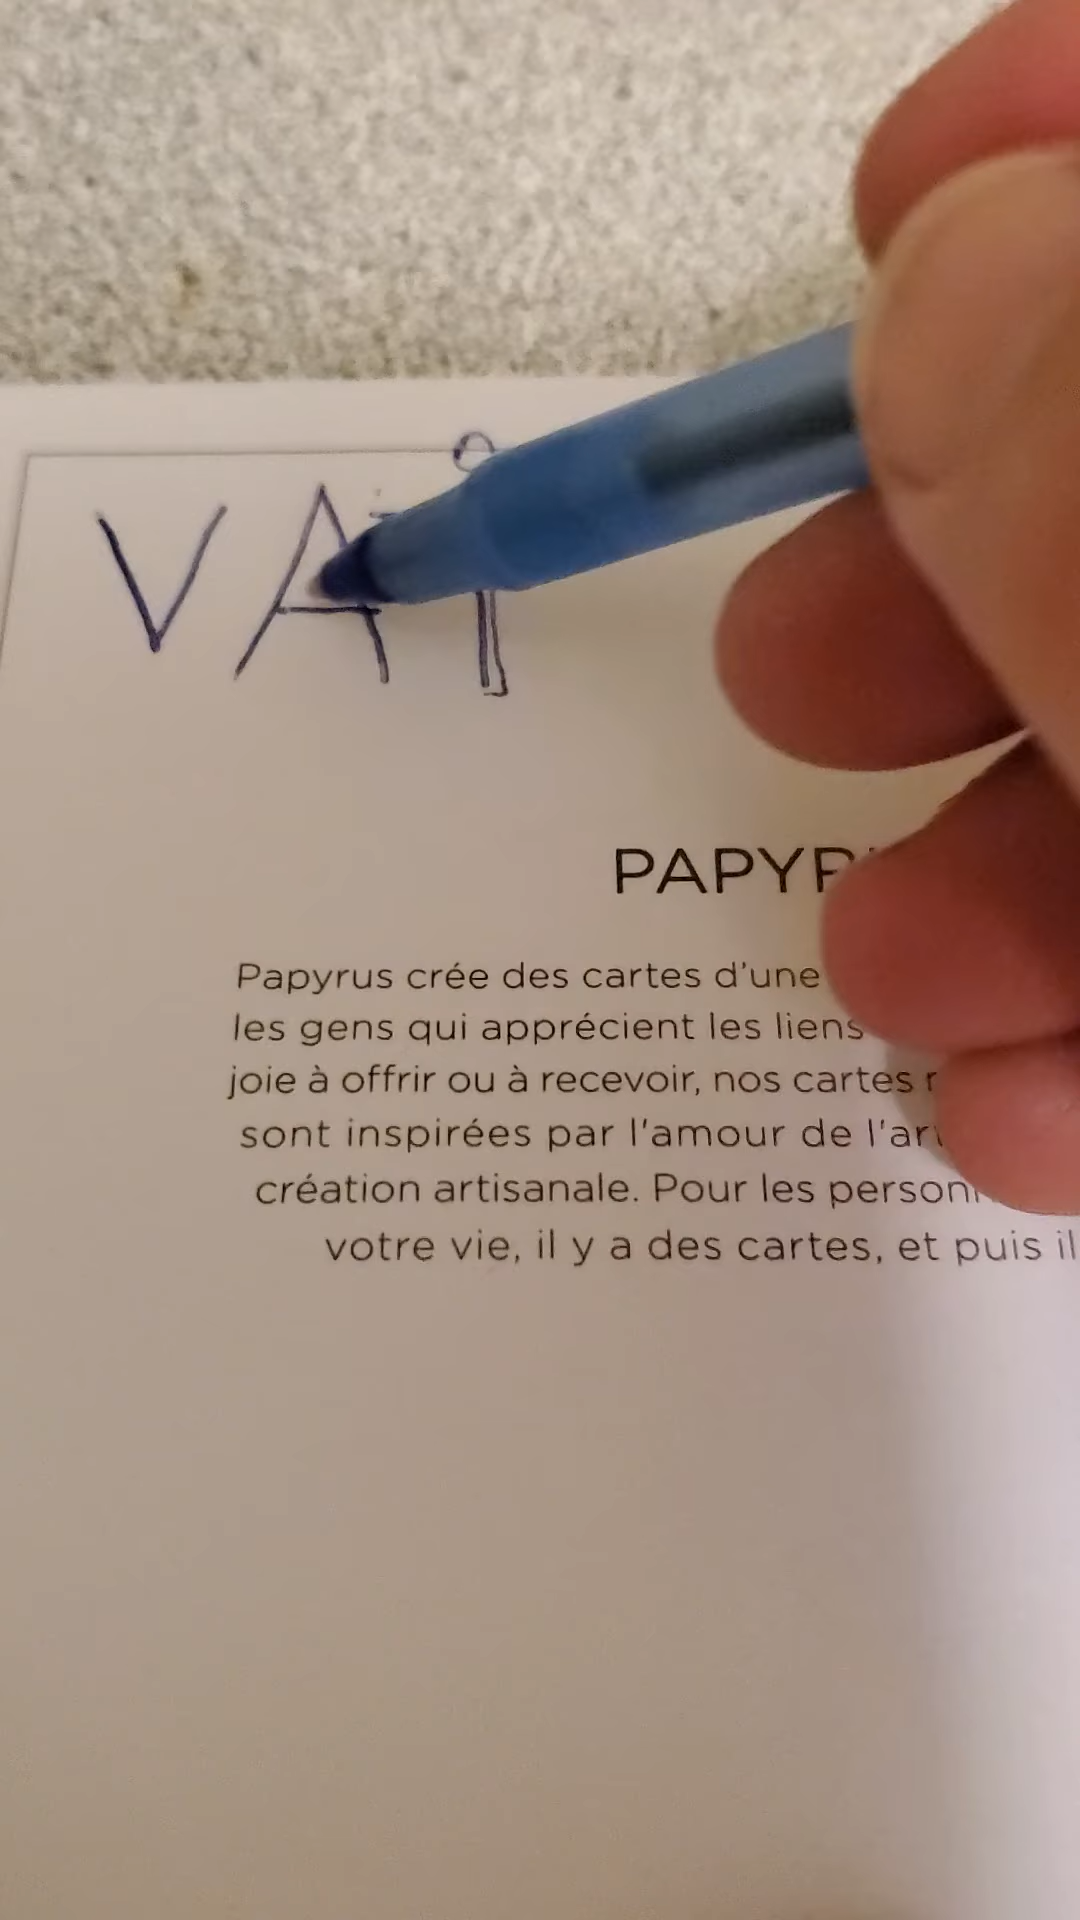 VA
Papyrus crée des cartes d'une
les gens qui apprécient les liens
joie à offrir ou à recevoir, nos cartes
sont inspirées par l'amour de
création artisanale. Pour les
votre vie, il y a des cartes, et puis il